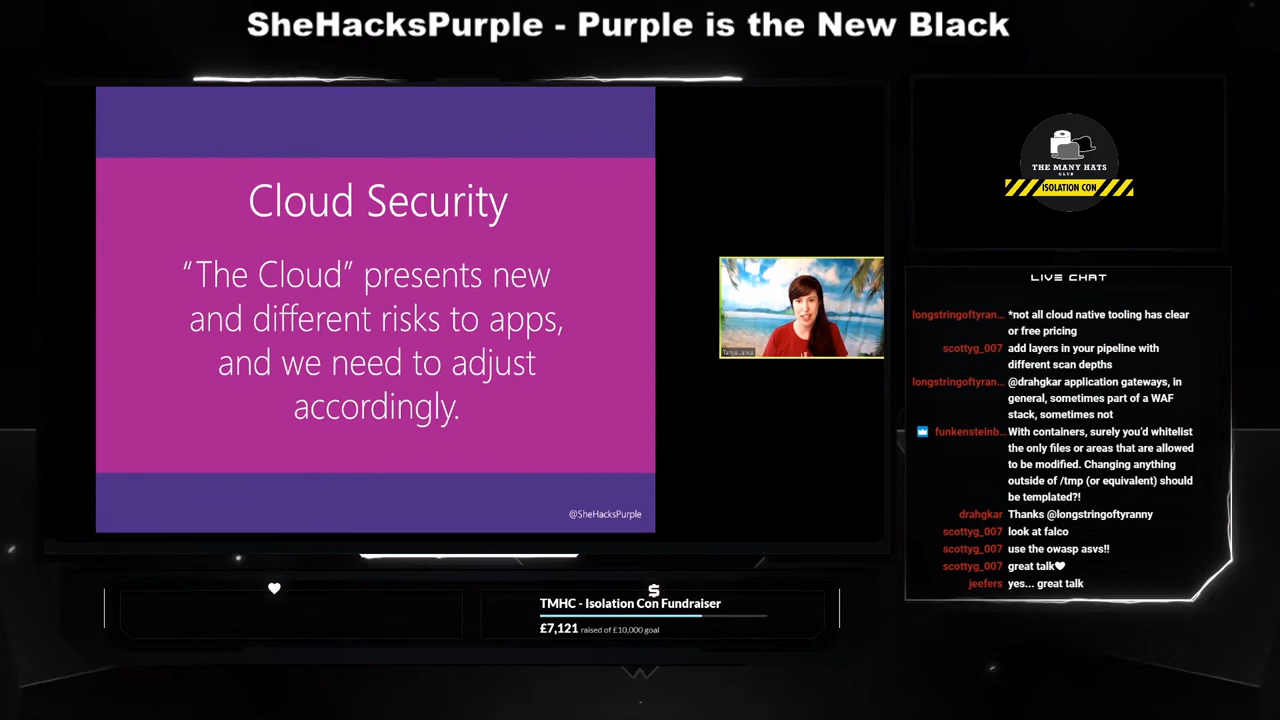 SheHacksPurple - Purple is the New Black
Cloud Security
“The Cloud” presents new
and different risks to apps,
and we need to adjust
accordingly.
@SheHacksPurple
THE MANY HATS
CLUB
ISOLATION CON
LIVE CHAT
longstringoftyran... *not all cloud native tooling has clear
or free pricing
scottyg_007 add layers in your pipeline with
different scan depths
longstringoftyran... @drahgkar application gateways, in
general, sometimes part of a WAF
stack, sometimes not
funkensteinb... With containers, surely you’d whitelist
the only files or areas that are allowed
to be modified. Changing anything
outside of /tmp (or equivalent) should
be templated?!
drahgkar Thanks @longstringoftyranny
scottyg_007 look at falco
scottyg_007 use the owasp asvs!!
scottyg_007 great talk🖤
jeefers yes... great talk
$
TMHC - Isolation Con Fundraiser
£7,121 raised of £10,000 goal